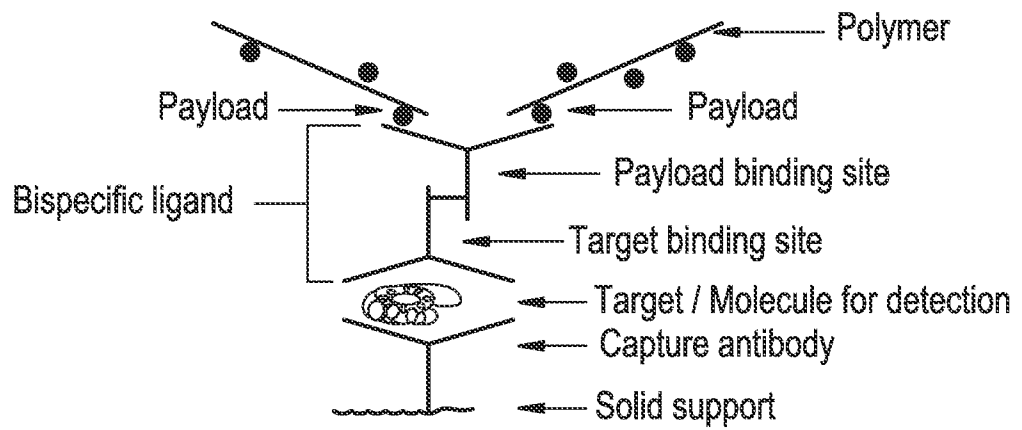 Polymer
Payload
Payload
Payload binding site
Bispecific ligand
Target binding site
Target / Molecule for detection
Capture antibody
Solid support